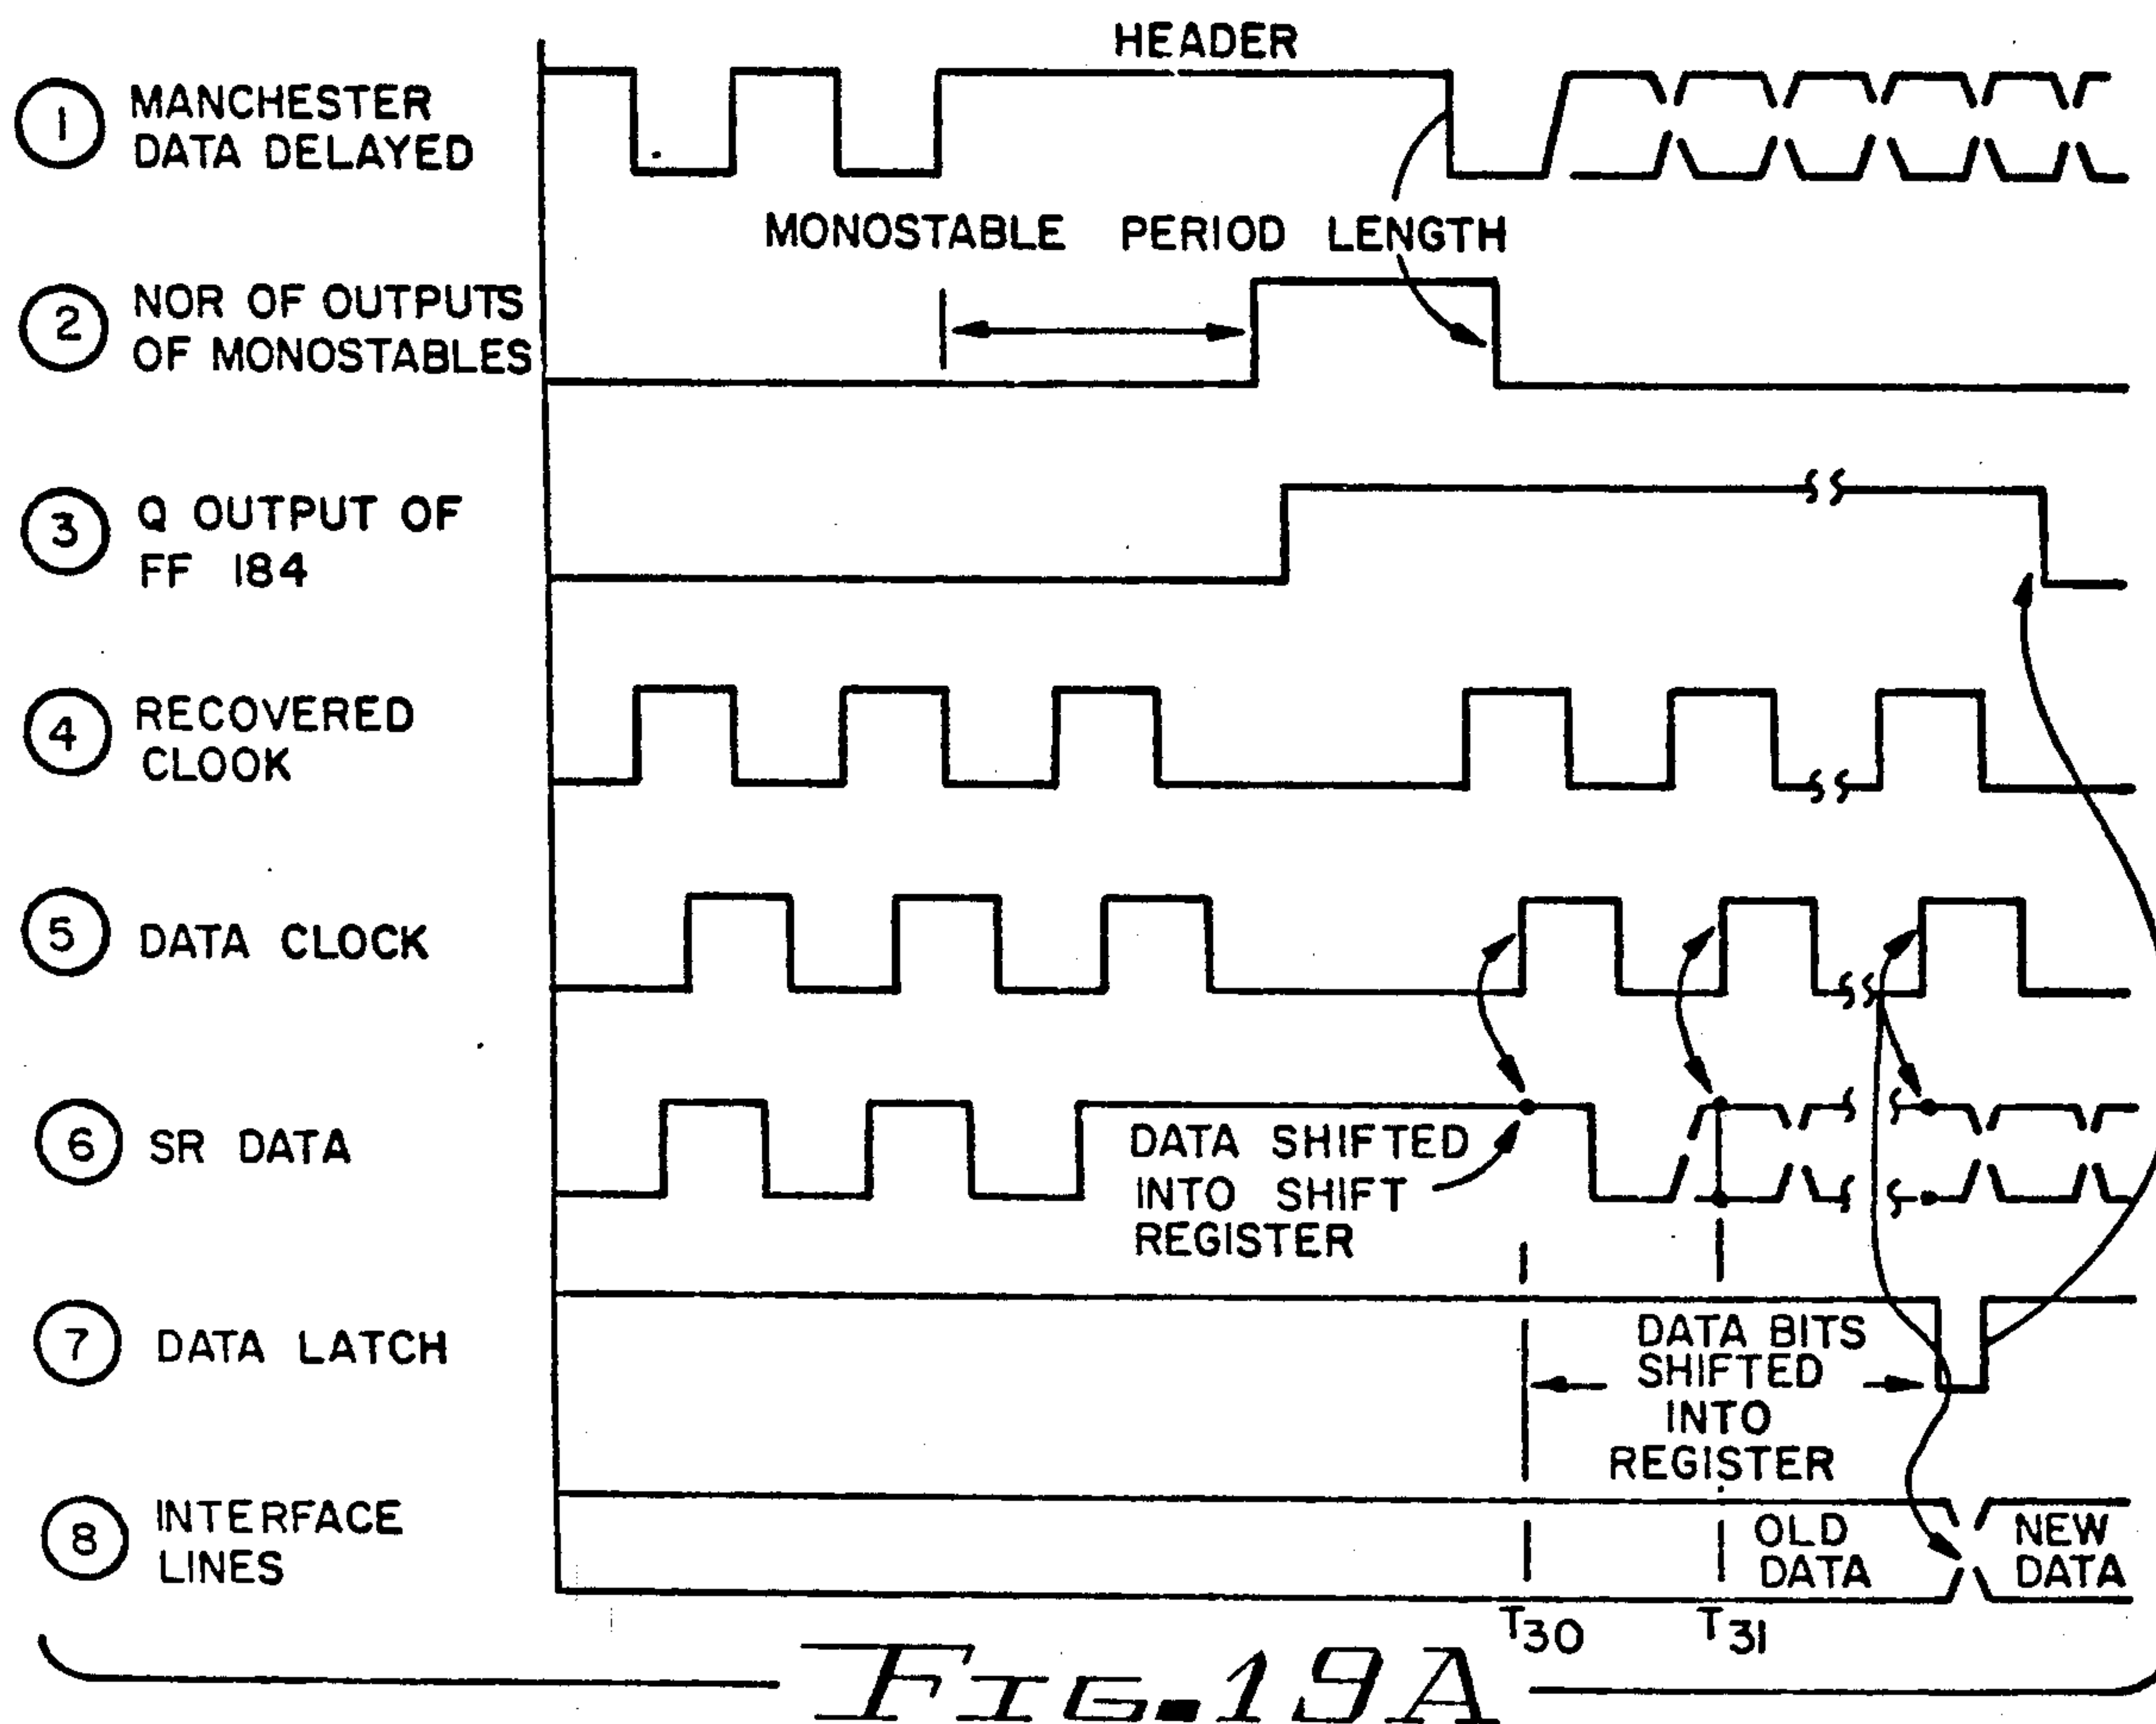 HEADER
1 MANCHESTER
DATA DELAYED
MONOSTABLE PERIOD LENGTH
2 NOR OF OUTPUTS
OF MONOSTABLES
3 Q OUTPUT OF
FF 184
4 RECOVERED
CLOOK
5 DATA CLOCK
6 SR DATA
DATA SHIFTED
INTO SHIFT
REGISTER
7 DATA LATCH
DATA BITS
SHIFTED
INTO
REGISTER
8 INTERFACE
LINES
OLD
DATA
NEW
DATA
T30 T31
FIG. 19A